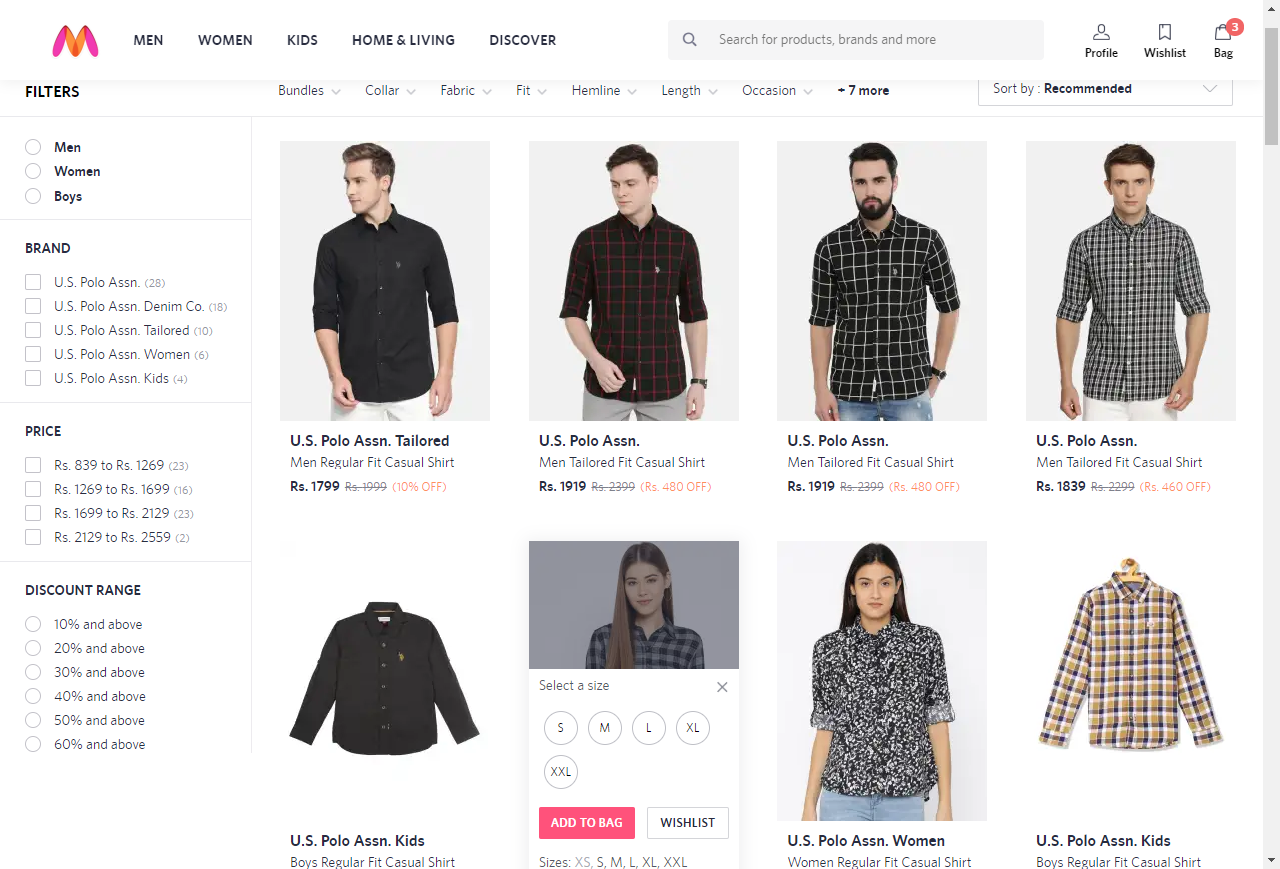 MEN WOMEN KIDS HOME & LIVING DISCOVER
Search for products, brands and more
Profile Wishlist Bag 3
FILTERS
Bundles Collar Fabric Fit Hemline Length Occasion + 7 more
Sort by : Recommended
Men
Women
Boys
BRAND
U.S. Polo Assn. (28)
U.S. Polo Assn. Denim Co. (18)
U.S. Polo Assn. Tailored (10)
U.S. Polo Assn. Women (6)
U.S. Polo Assn. Kids (4)
PRICE
Rs. 839 to Rs. 1269 (23)
Rs. 1269 to Rs. 1699 (16)
Rs. 1699 to Rs. 2129 (23)
Rs. 2129 to Rs. 2559 (2)
DISCOUNT RANGE
10% and above
20% and above
30% and above
40% and above
50% and above
60% and above
U.S. Polo Assn. Tailored
Men Regular Fit Casual Shirt
Rs. 1799 Rs. 1999 (10% OFF)
U.S. Polo Assn.
Men Tailored Fit Casual Shirt
Rs. 1919 Rs. 2399 (Rs. 480 OFF)
U.S. Polo Assn.
Men Tailored Fit Casual Shirt
Rs. 1919 Rs. 2399 (Rs. 480 OFF)
U.S. Polo Assn.
Men Tailored Fit Casual Shirt
Rs. 1839 Rs. 2299 (Rs. 460 OFF)
U.S. Polo Assn. Kids
Boys Regular Fit Casual Shirt
Select a size
S M L XL
XXL
ADD TO BAG WISHLIST
Sizes: XS, S, M, L, XL, XXL
U.S. Polo Assn. Women
Women Regular Fit Casual Shirt
U.S. Polo Assn. Kids
Boys Regular Fit Casual Shirt